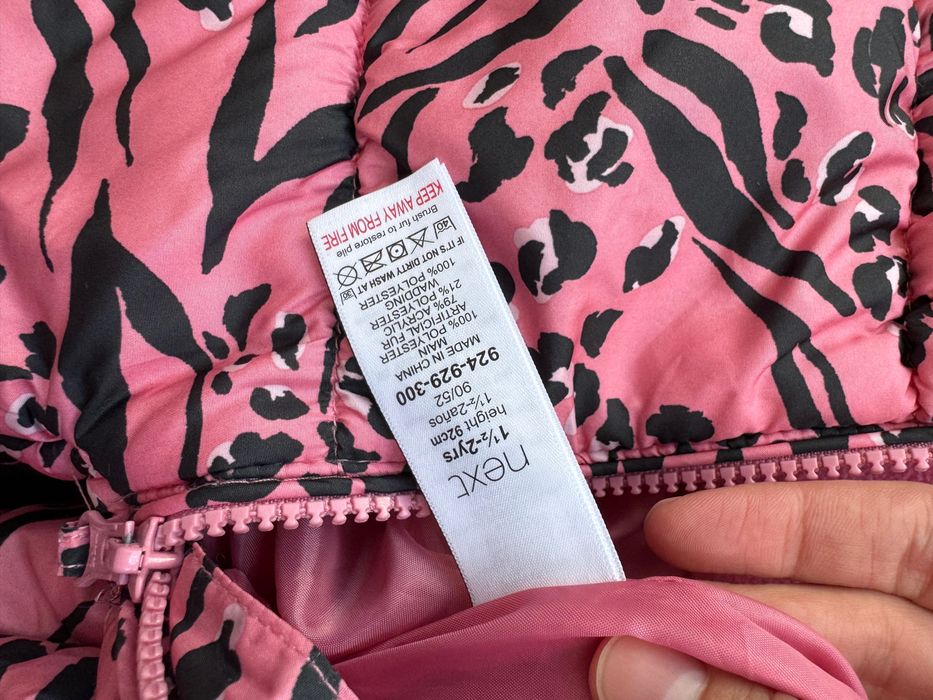 next
1½-2yrs
height 92cm
1½-2años
90/52
924-929-300
MADE IN CHINA
MAIN
100% POLYESTER
ARTIFICIAL FUR
79% ACRYLIC
21% POLYESTER
WADDING
100% POLYESTER
IF IT'S NOT DIRTY WASH AT 30
40
Brush fur to restore pile
KEEP AWAY FROM FIRE